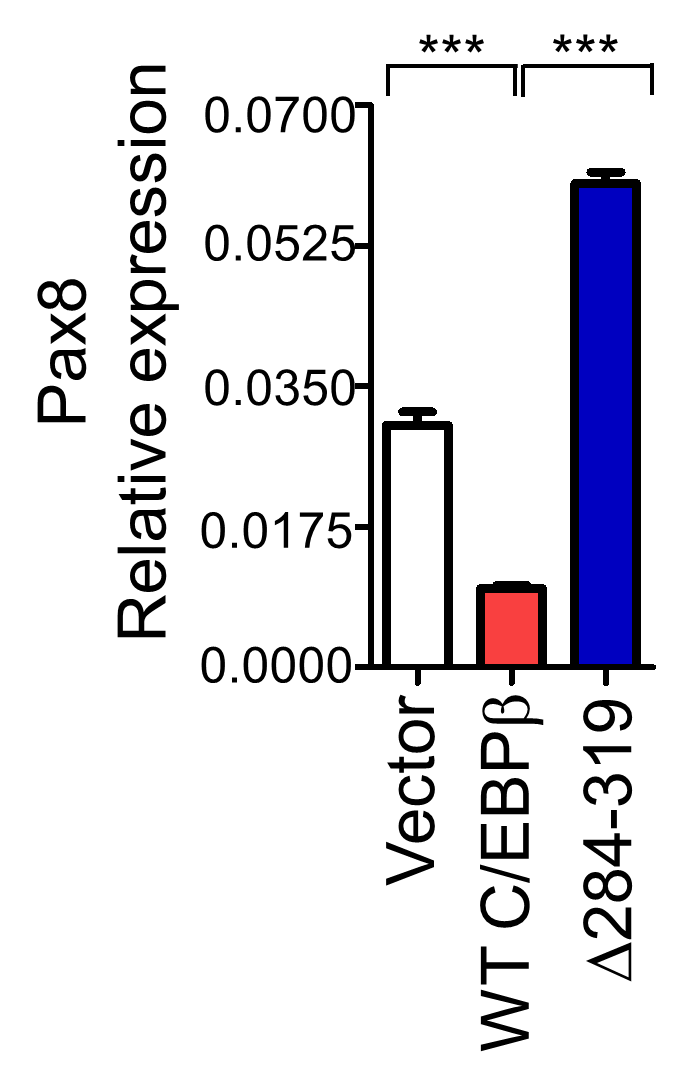 *** ***
Pax8
Relative expression
0.0700
0.0525
0.0350
0.0175
0.0000
Vector
WT C/EBPβ
Δ284-319